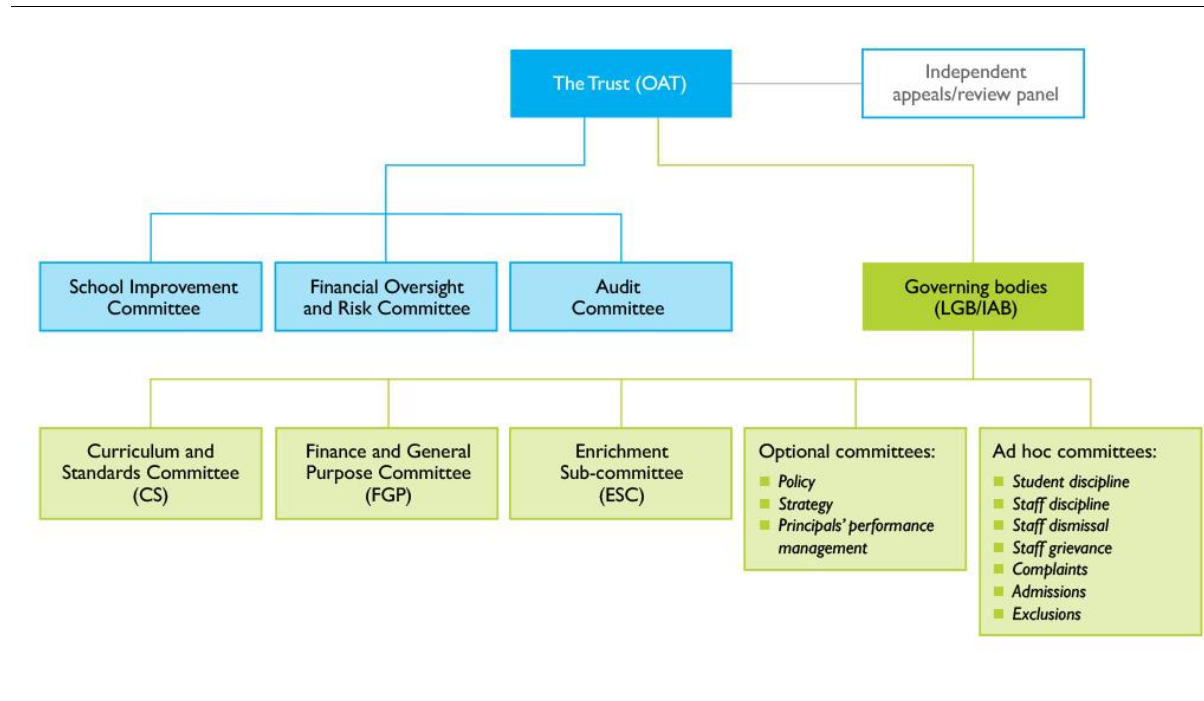 The Trust (OAT)
Independent
appeals/review panel
School Improvement
Committee
Financial Oversight
and Risk Committee
Audit
Committee
Governing bodies
(LGB/IAB)
Curriculum and
Standards Committee
(CS)
Finance and General
Purpose Committee
(FGP)
Enrichment
Sub-committee
(ESC)
Optional committees:
Policy
Strategy
Principals’ performance
management
Ad hoc committees:
Student discipline
Staff discipline
Staff dismissal
Staff grievance
Complaints
Admissions
Exclusions